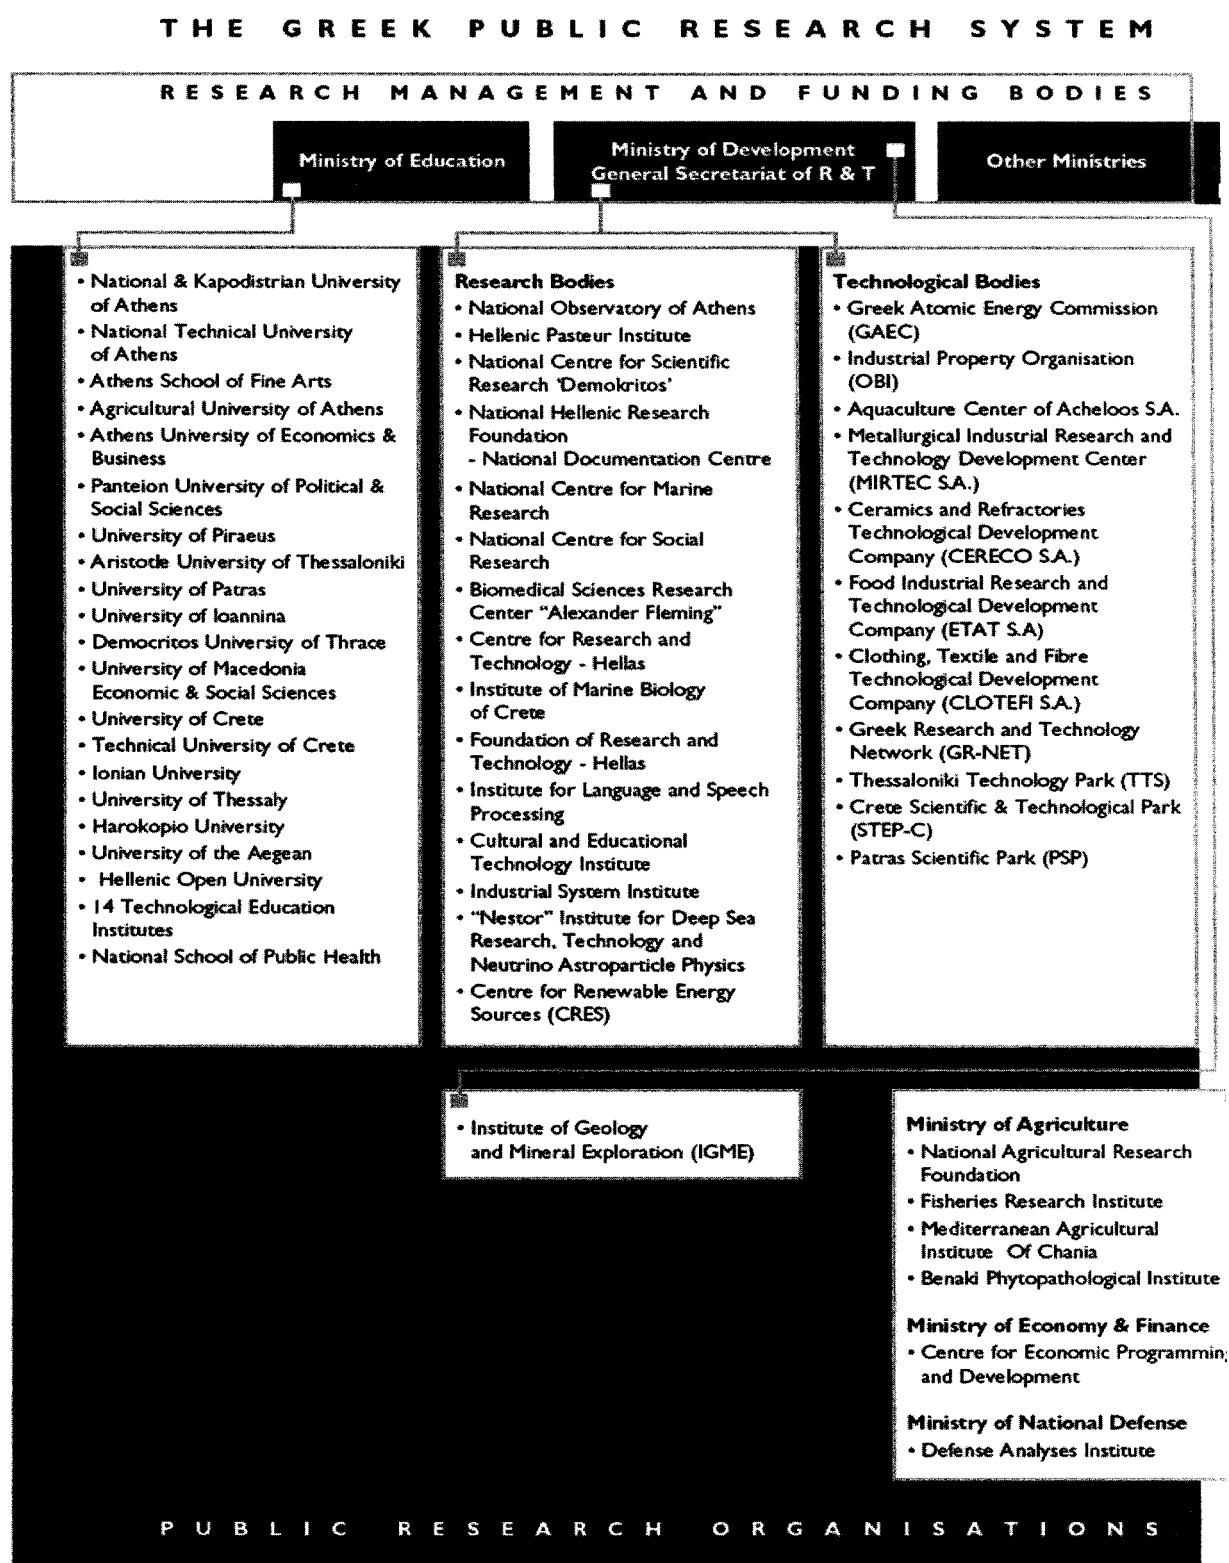 THE GREEK PUBLIC RESEARCH SYSTEM
RESEARCH MANAGEMENT AND FUNDING BODIES
Ministry of Education
Ministry of Development
General Secretariat of R & T
Other Ministries
• National & Kapodistrian University
of Athens
• National Technical University
of Athens
• Athens School of Fine Arts
• Agricultural University of Athens
• Athens University of Economics &
Business
• Panteion University of Political &
Social Sciences
• University of Piraeus
• Aristotle University of Thessaloniki
• University of Patras
• University of Ioannina
• Democritos University of Thrace
• University of Macedonia
Economic & Social Sciences
• University of Crete
• Technical University of Crete
• Ionian University
• University of Thessaly
• Harokopio University
• University of the Aegean
• Hellenic Open University
• 14 Technological Education
Institutes
• National School of Public Health
Research Bodies
• National Observatory of Athens
• Hellenic Pasteur Institute
• National Centre for Scientific
Research 'Demokritos'
• National Hellenic Research
Foundation
- National Documentation Centre
• National Centre for Marine
Research
• National Centre for Social
Research
• Biomedical Sciences Research
Center "Alexander Fleming"
• Centre for Research and
Technology - Hellas
• Institute of Marine Biology
of Crete
• Foundation of Research and
Technology - Hellas
• Institute for Language and Speech
Processing
• Cultural and Educational
Technology Institute
• Industrial System Institute
• "Nestor" Institute for Deep Sea
Research, Technology and
Neutrino Astroparticle Physics
• Centre for Renewable Energy
Sources (CRES)
Technological Bodies
• Greek Atomic Energy Commission
(GAEC)
• Industrial Property Organisation
(OBI)
• Aquaculture Center of Acheloos S.A.
• Metallurgical Industrial Research and
Technology Development Center
(MIRTEC S.A.)
• Ceramics and Refractories
Technological Development
Company (CERECO S.A.)
• Food Industrial Research and
Technological Development
Company (ETAT S.A)
• Clothing, Textile and Fibre
Technological Development
Company (CLOTEFI S.A.)
• Greek Research and Technology
Network (GR-NET)
• Thessaloniki Technology Park (TTS)
• Crete Scientific & Technological Park
(STEP-C)
• Patras Scientific Park (PSP)
• Institute of Geology
and Mineral Exploration (IGME)
Ministry of Agriculture
• National Agricultural Research
Foundation
• Fisheries Research Institute
• Mediterranean Agricultural
Institute Of Chania
• Benaki Phytopathological Institute
Ministry of Economy & Finance
• Centre for Economic Programming
and Development
Ministry of National Defense
• Defense Analyses Institute
PUBLIC RESEARCH ORGANISATIONS